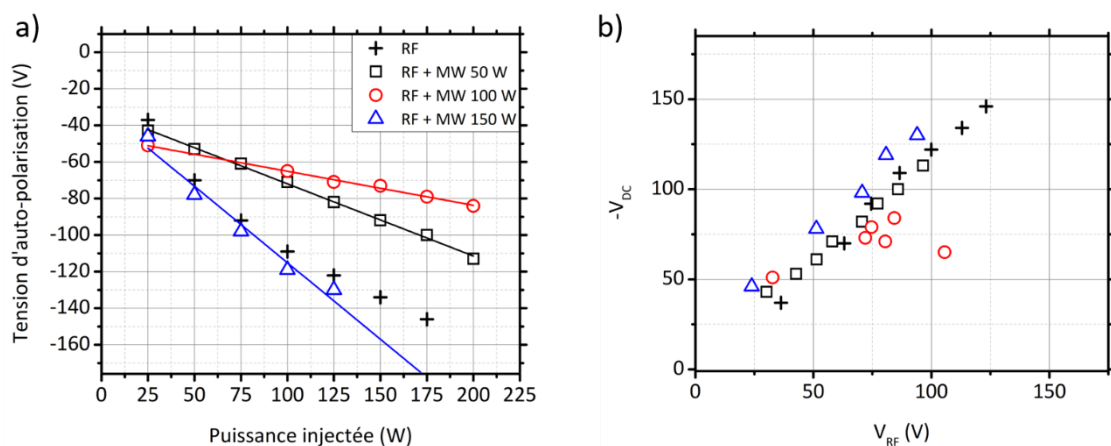 a)
Tension d'auto-polarisation (V)
0
-20
-40
-60
-80
-100
-120
-140
-160
RF
RF + MW 50 W
RF + MW 100 W
RF + MW 150 W
0 25 50 75 100 125 150 175 200 225
Puissance injectée (W)
b)
-VDC
150
100
50
0
0 50 100 150
VRF (V)